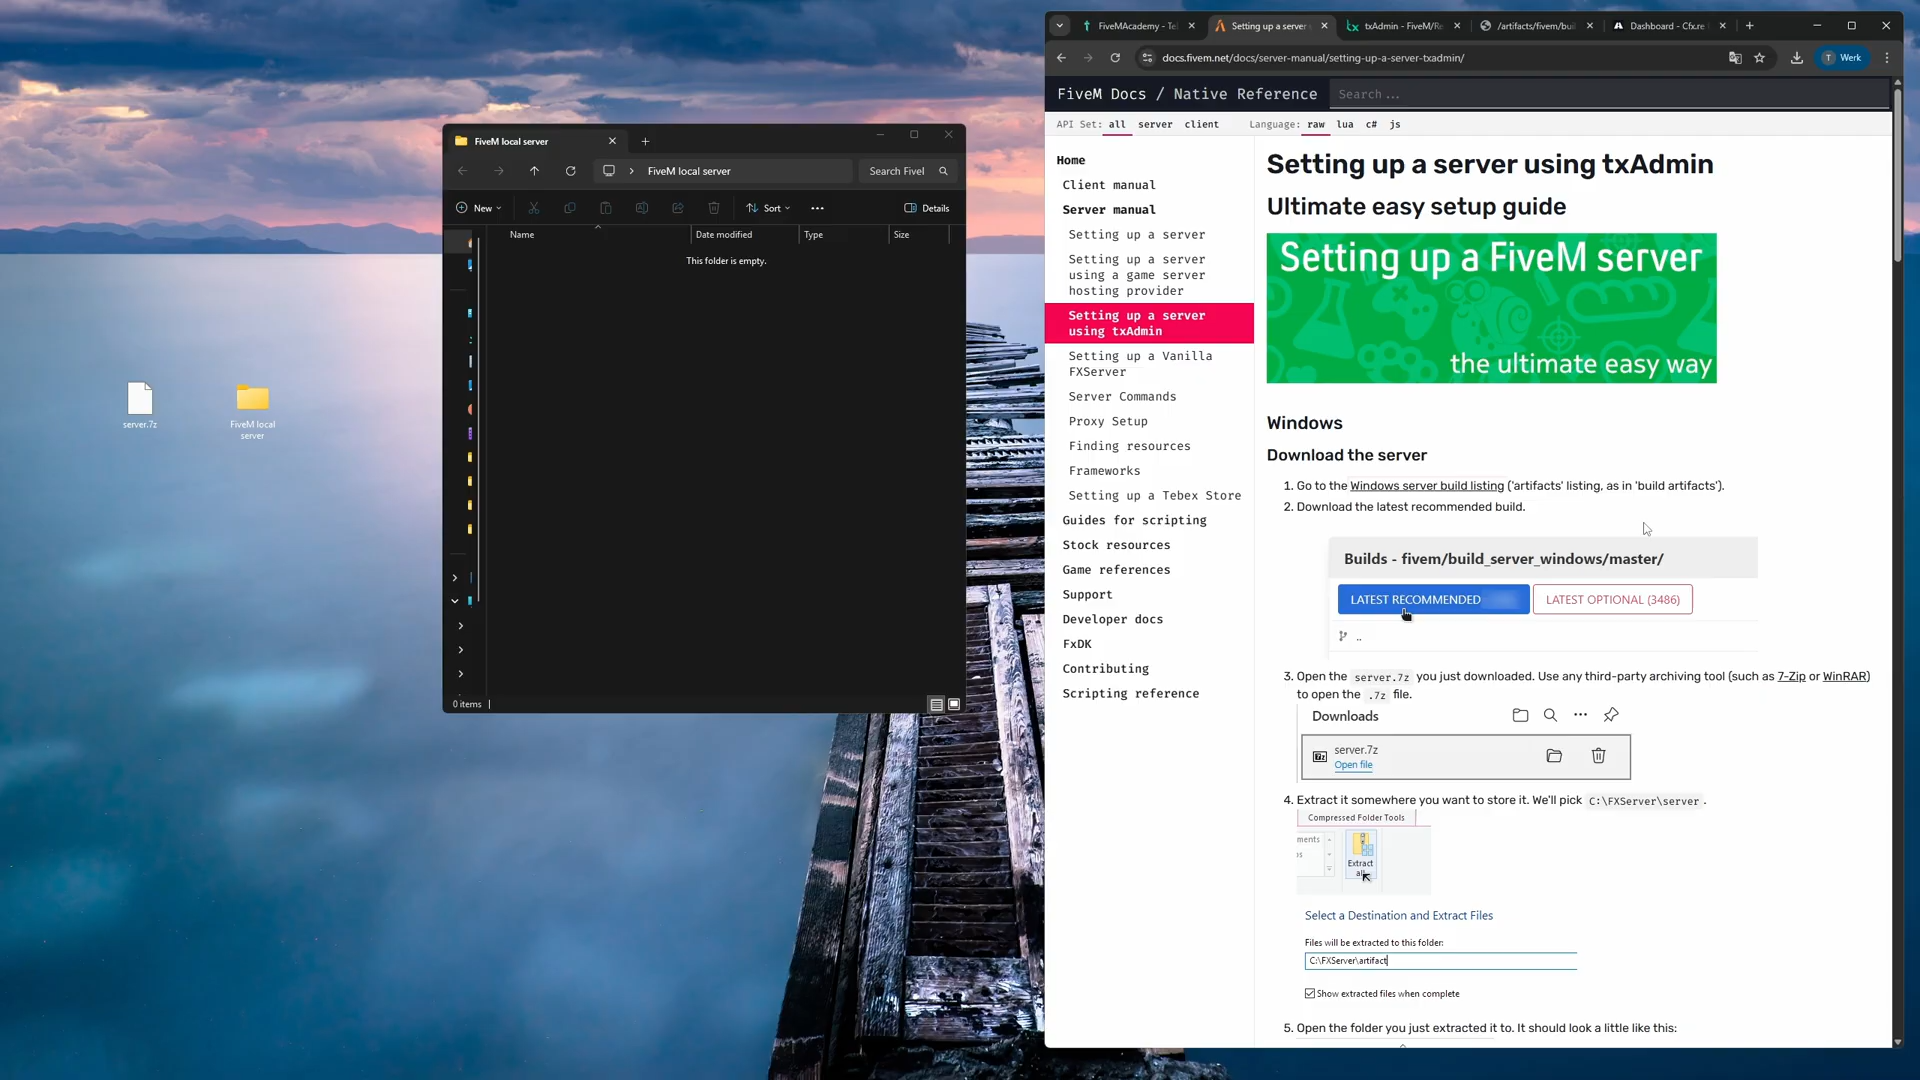 server.7z
FiveM local
server
FiveM local server
FiveM local server
Search Fivel
New
Sort
Details
Name
Date modified
Type
Size
This folder is empty.
0 items
FiveMAcademy - Te
Setting up a server
txAdmin - FiveM/R
/artifacts/fivem/bui
Dashboard - Cfx.re
docs.fivem.net/docs/server-manual/setting-up-a-server-txadmin/
T
Werk
FiveM Docs / Native Reference
Search ...
API Set: all server client
Language: raw lua c# js
Home
Client manual
Server manual
Setting up a server
Setting up a server
using a game server
hosting provider
Setting up a server
using txAdmin
Setting up a Vanilla
FXServer
Server Commands
Proxy Setup
Finding resources
Frameworks
Setting up a Tebex Store
Guides for scripting
Stock resources
Game references
Support
Developer docs
FxDK
Contributing
Scripting reference
Setting up a server using txAdmin
Ultimate easy setup guide
Setting up a FiveM server
the ultimate easy way
Windows
Download the server
1. Go to the Windows server build listing ('artifacts' listing, as in 'build artifacts').
2. Download the latest recommended build.
Builds - fivem/build_server_windows/master/
LATEST RECOMMENDED
LATEST OPTIONAL (3486)
..
3. Open the server.7z you just downloaded. Use any third-party archiving tool (such as 7-Zip or WinRAR)
to open the .7z file.
Downloads
server.7z
Open file
4. Extract it somewhere you want to store it. We'll pick C:\FXServer\server.
Compressed Folder Tools
ments
os
Extract
all
Select a Destination and Extract Files
Files will be extracted to this folder:
C:\FXServer\artifact
Show extracted files when complete
5. Open the folder you just extracted it to. It should look a little like this: